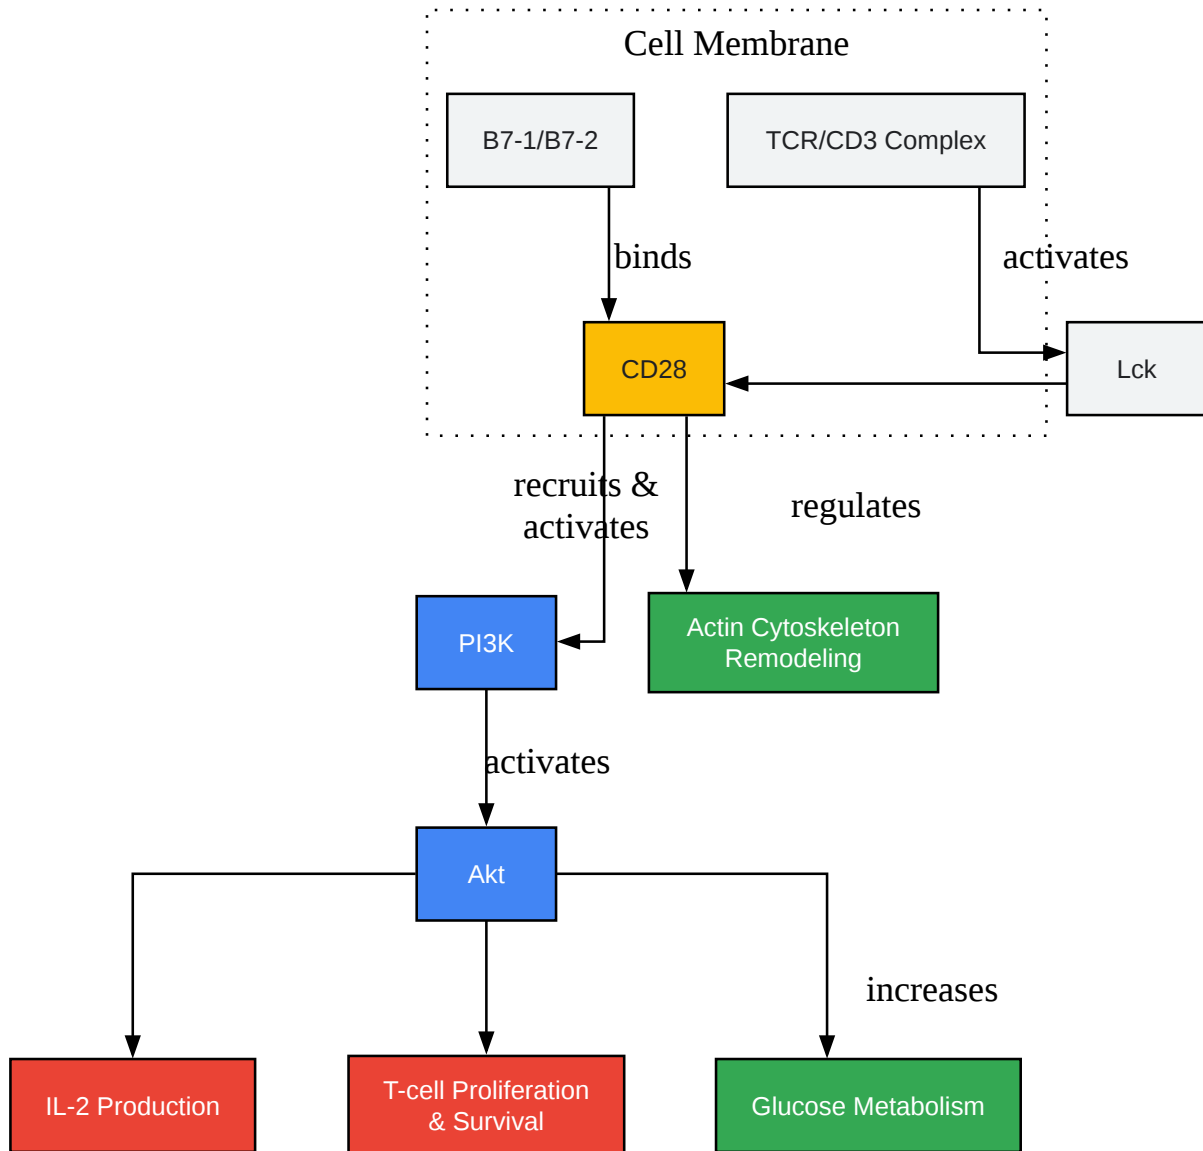 Cell Membrane
B7-1/B7-2
TCR/CD3 Complex
binds
activates
CD28
Lck
recruits &
activates
regulates
PI3K
Actin Cytoskeleton
Remodeling
activates
Akt
increases
IL-2 Production
T-cell Proliferation
& Survival
Glucose Metabolism